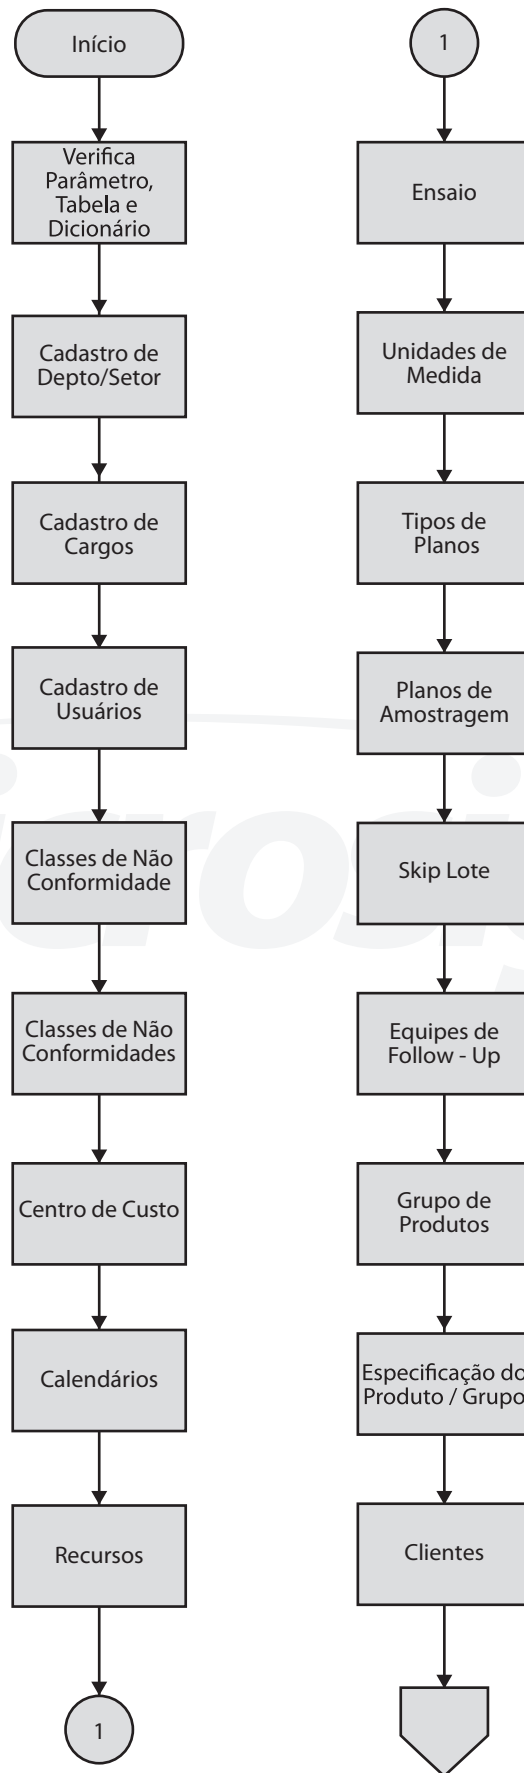 Início
Verifica
Parâmetro,
Tabela e
Dicionário
Cadastro de
Depto/Setor
Cadastro de
Cargos
Cadastro de
Usuários
Classes de Não
Conformidade
Classes de Não
Conformidades
Centro de Custo
Calendários
Recursos
1
1
Ensaio
Unidades de
Medida
Tipos de
Planos
Planos de
Amostragem
Skip Lote
Equipes de
Follow - Up
Grupo de
Produtos
Especificação do
Produto / Grupo
Clientes